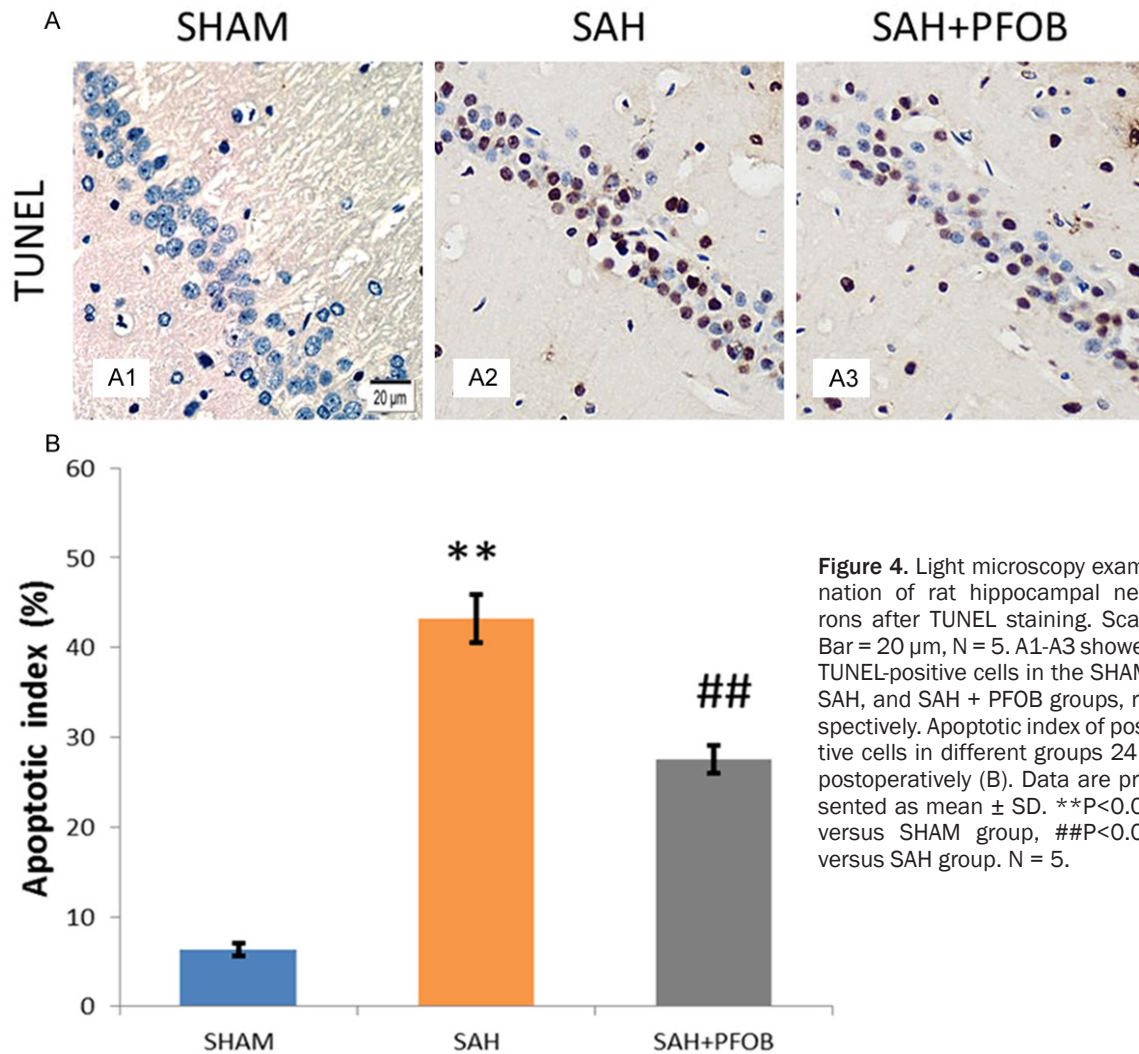 A
SHAM
SAH
SAH+PFOB
TUNEL
A1
20 µm
A2
A3
B
Apoptotic index (%)
60
50
40
30
20
10
0
**
##
SHAM
SAH
SAH+PFOB
Figure 4. Light microscopy exam
nation of rat hippocampal ne
rons after TUNEL staining. Sca
Bar = 20 µm, N = 5. A1-A3 showe
TUNEL-positive cells in the SHAM
SAH, and SAH + PFOB groups, r
spectively. Apoptotic index of pos
tive cells in different groups 24
postoperatively (B). Data are pr
sented as mean ± SD. **P<0.0
versus SHAM group, ##P<0.0
versus SAH group. N = 5.